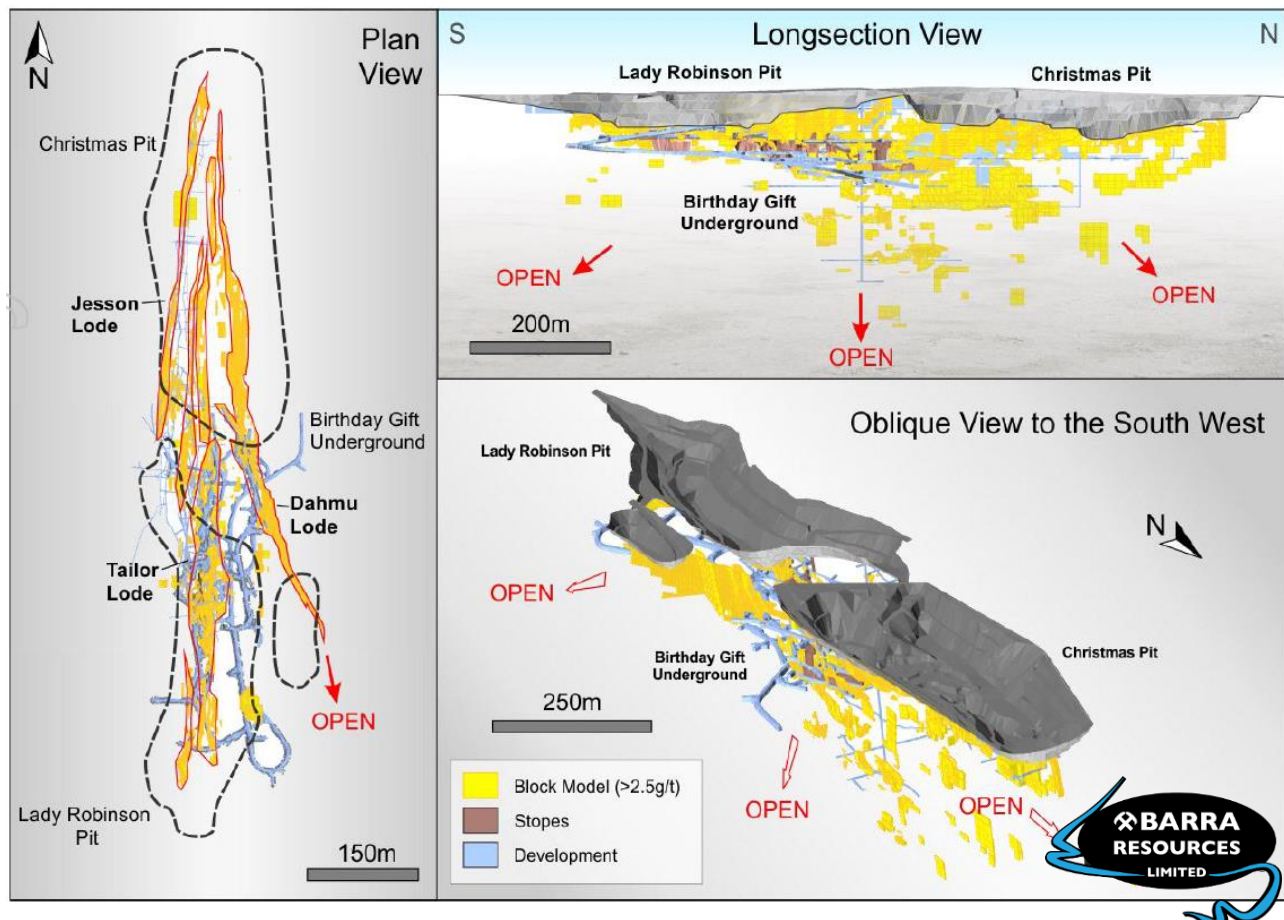 Plan
View
N
Christmas Pit
Jesson
Lode
Birthday Gift
Underground
Dahmu
Lode
Tailor
Lode
OPEN
Lady Robinson
Pit
150m
S
Longsection View
N
Lady Robinson Pit
Christmas Pit
Birthday Gift
Underground
OPEN
OPEN
OPEN
200m
Oblique View to the South West
Lady Robinson Pit
N
OPEN
Christmas Pit
Birthday Gift
Underground
250m
Block Model (>2.5g/t)
Stopes
Development
OPEN
OPEN
BARRA
RESOURCES
LIMITED